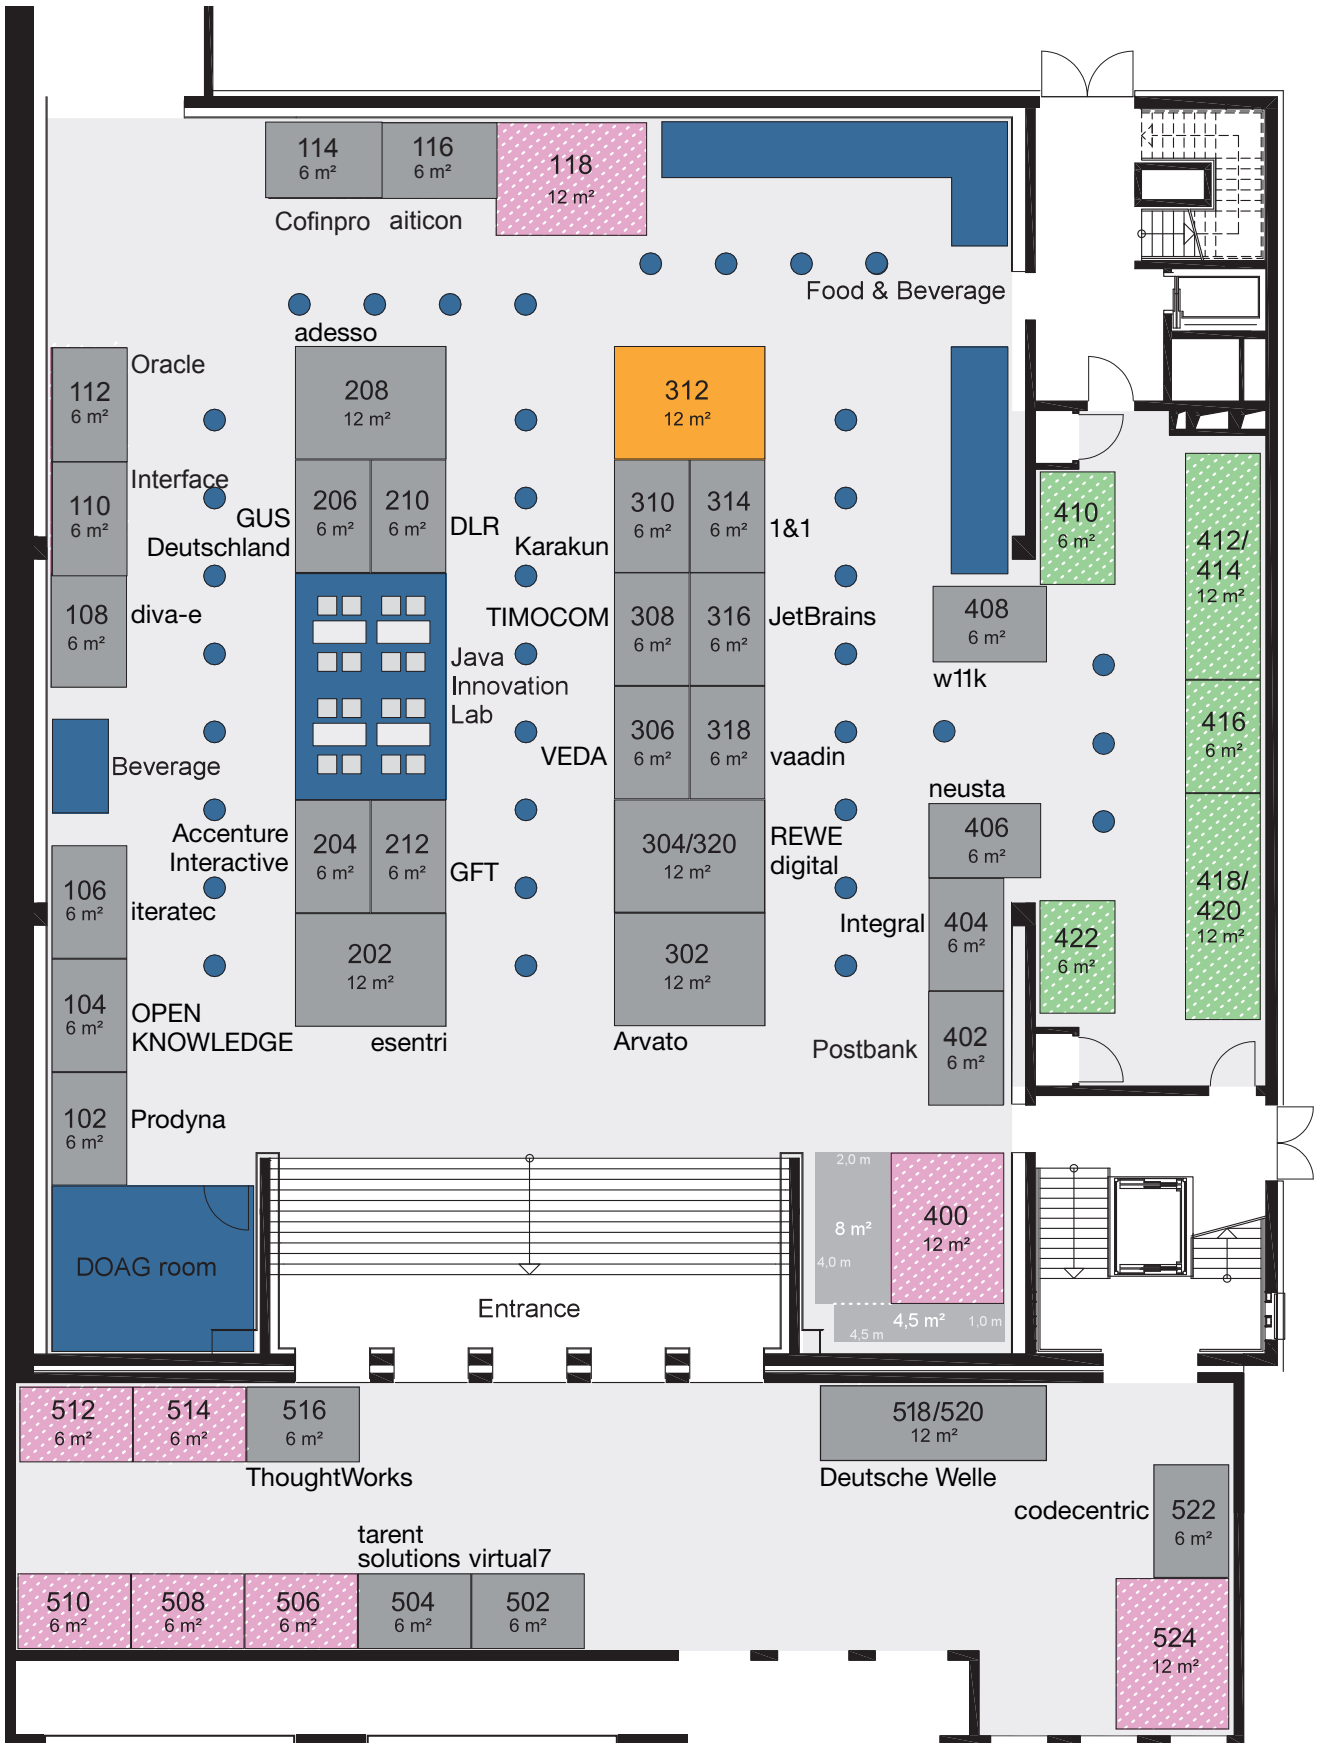 114
6 m²
116
6 m²
118
12 m²
Cofinpro
aiticon
Food & Beverage
adesso
112
6 m²
Oracle
208
12 m²
312
12 m²
110
6 m²
Interface
206
6 m²
210
6 m²
GUS
Deutschland
DLR
310
6 m²
314
6 m²
Karakun
1&1
410
6 m²
412/
414
12 m²
108
6 m²
diva-e
TIMOCOM
308
6 m²
316
6 m²
JetBrains
408
6 m²
w11k
Java
Innovation
Lab
VEDA
306
6 m²
318
6 m²
vaadin
416
6 m²
Beverage
neusta
Accenture
Interactive
204
6 m²
212
6 m²
GFT
304/320
12 m²
REWE
digital
406
6 m²
106
6 m²
iteratec
418/
420
12 m²
Integral
404
6 m²
422
6 m²
202
12 m²
esentri
302
12 m²
Arvato
104
6 m²
OPEN
KNOWLEDGE
402
6 m²
Postbank
102
6 m²
Prodyna
2,0 m
8 m²
4,0 m
400
12 m²
4,5 m²
4,5 m
1,0 m
DOAG room
Entrance
512
6 m²
514
6 m²
516
6 m²
ThoughtWorks
518/520
12 m²
Deutsche Welle
codecentric
522
6 m²
tarent
solutions
virtual7
510
6 m²
508
6 m²
506
6 m²
504
6 m²
502
6 m²
524
12 m²